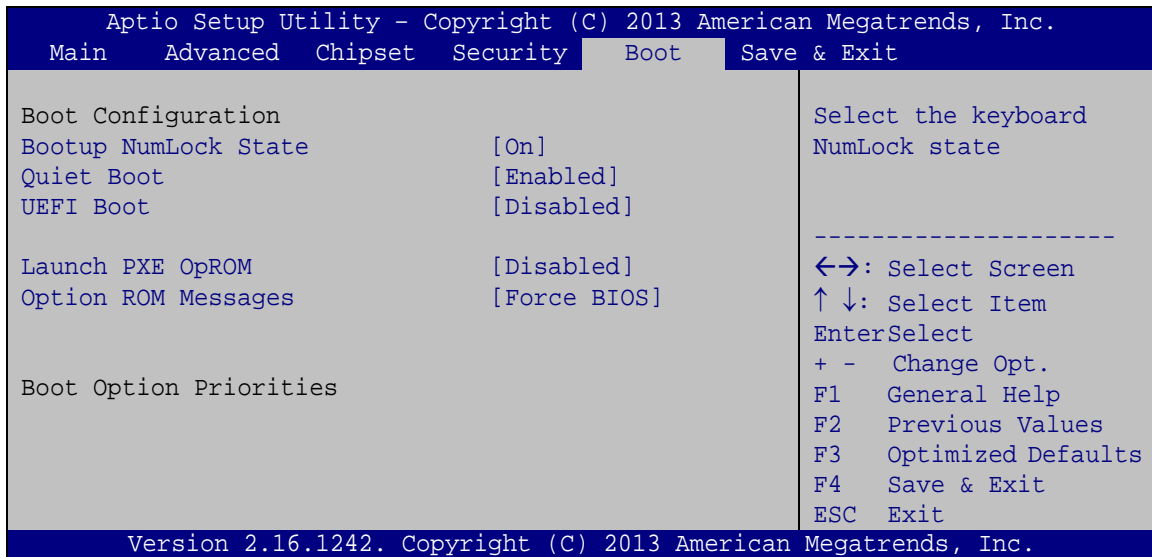 Aptio Setup Utility – Copyright (C) 2013 American Megatrends, Inc.
Main Advanced Chipset Security Boot Save & Exit
Boot Configuration
Bootup NumLock State [On]
Quiet Boot [Enabled]
UEFI Boot [Disabled]
Launch PXE OpROM [Disabled]
Option ROM Messages [Force BIOS]
Boot Option Priorities
Select the keyboard
NumLock state
---------------------
←→: Select Screen
↑ ↓: Select Item
EnterSelect
+ - Change Opt.
F1 General Help
F2 Previous Values
F3 Optimized Defaults
F4 Save & Exit
ESC Exit
Version 2.16.1242. Copyright (C) 2013 American Megatrends, Inc.